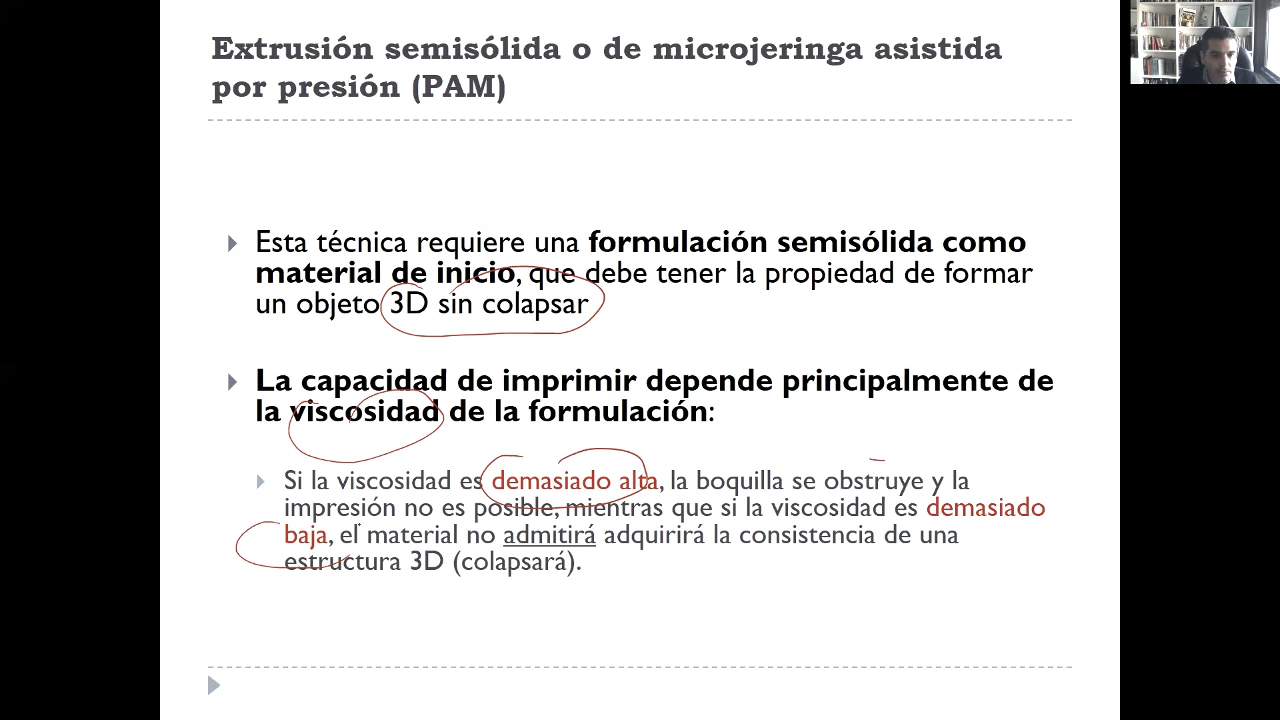 Extrusión semisólida o de microjeringa asistida
por presión (PAM)
Esta técnica requiere una formulación semisólida como
material de inicio, que debe tener la propiedad de formar
un objeto 3D sin colapsar
La capacidad de imprimir depende principalmente de
la viscosidad de la formulación:
Si la viscosidad es demasiado alta, la boquilla se obstruye y la
impresión no es posible, mientras que si la viscosidad es demasiado
baja, el material no admitirá adquirirá la consistencia de una
estructura 3D (colapsará).